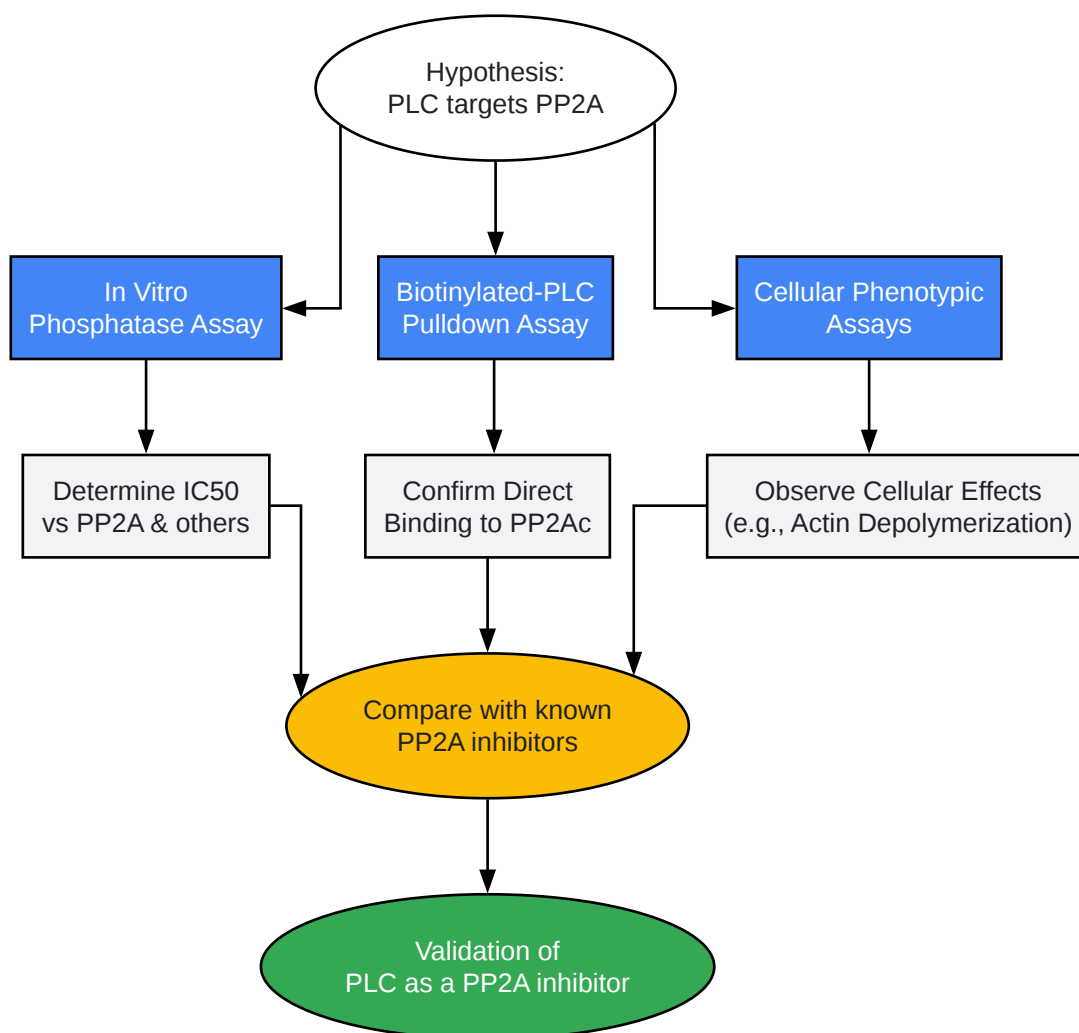 Hypothesis:
PLC targets PP2A
In Vitro
Phosphatase Assay
Biotinylated-PLC
Pulldown Assay
Cellular Phenotypic
Assays
Determine IC50
vs PP2A & others
Confirm Direct
Binding to PP2Ac
Observe Cellular Effects
(e.g., Actin Depolymerization)
Compare with known
PP2A inhibitors
Validation of
PLC as a PP2A inhibitor